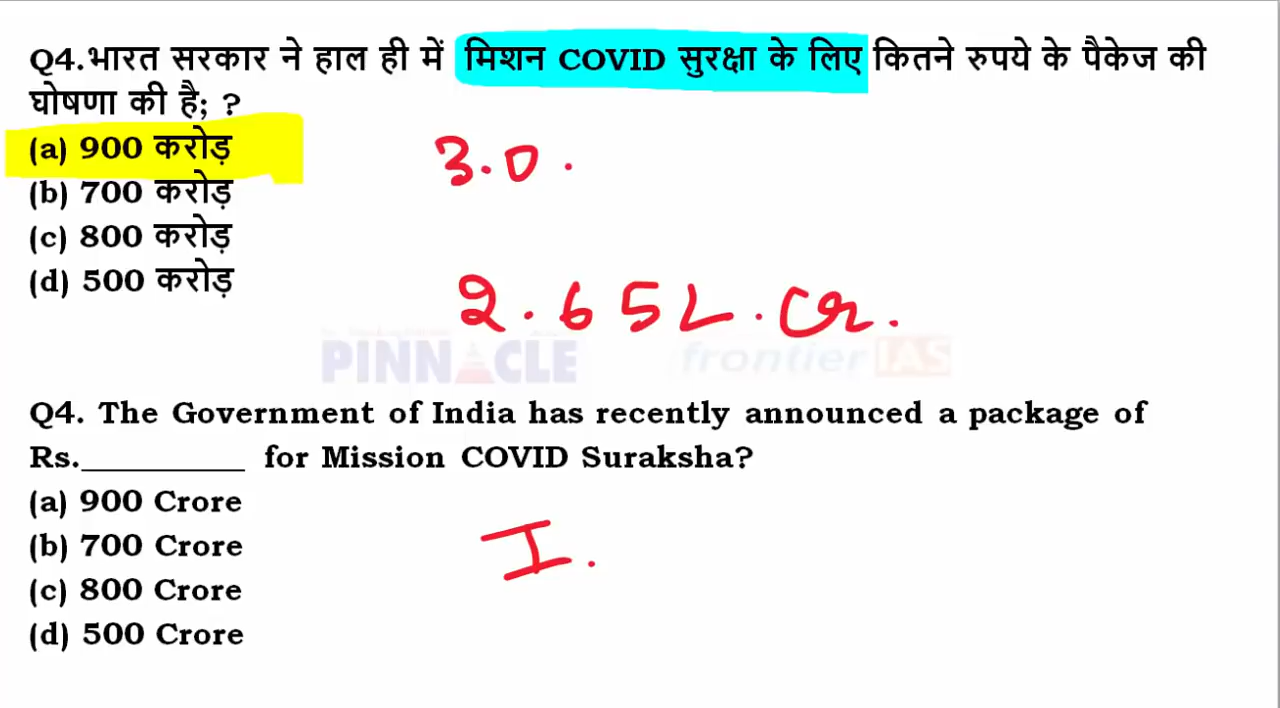 Q4.भारत सरकार ने हाल ही में मिशन COVID सुरक्षा के लिए कितने रुपये के पैकेज की
घोषणा की है; ?
(a) 900 करोड़
3.0.
(b) 700 करोड़
(c) 800 करोड़
(d) 500 करोड़
2.65L.Cr.
PINNACLE frontier IAS
Q4. The Government of India has recently announced a package of
Rs.__________ for Mission COVID Suraksha?
(a) 900 Crore
(b) 700 Crore
I.
(c) 800 Crore
(d) 500 Crore